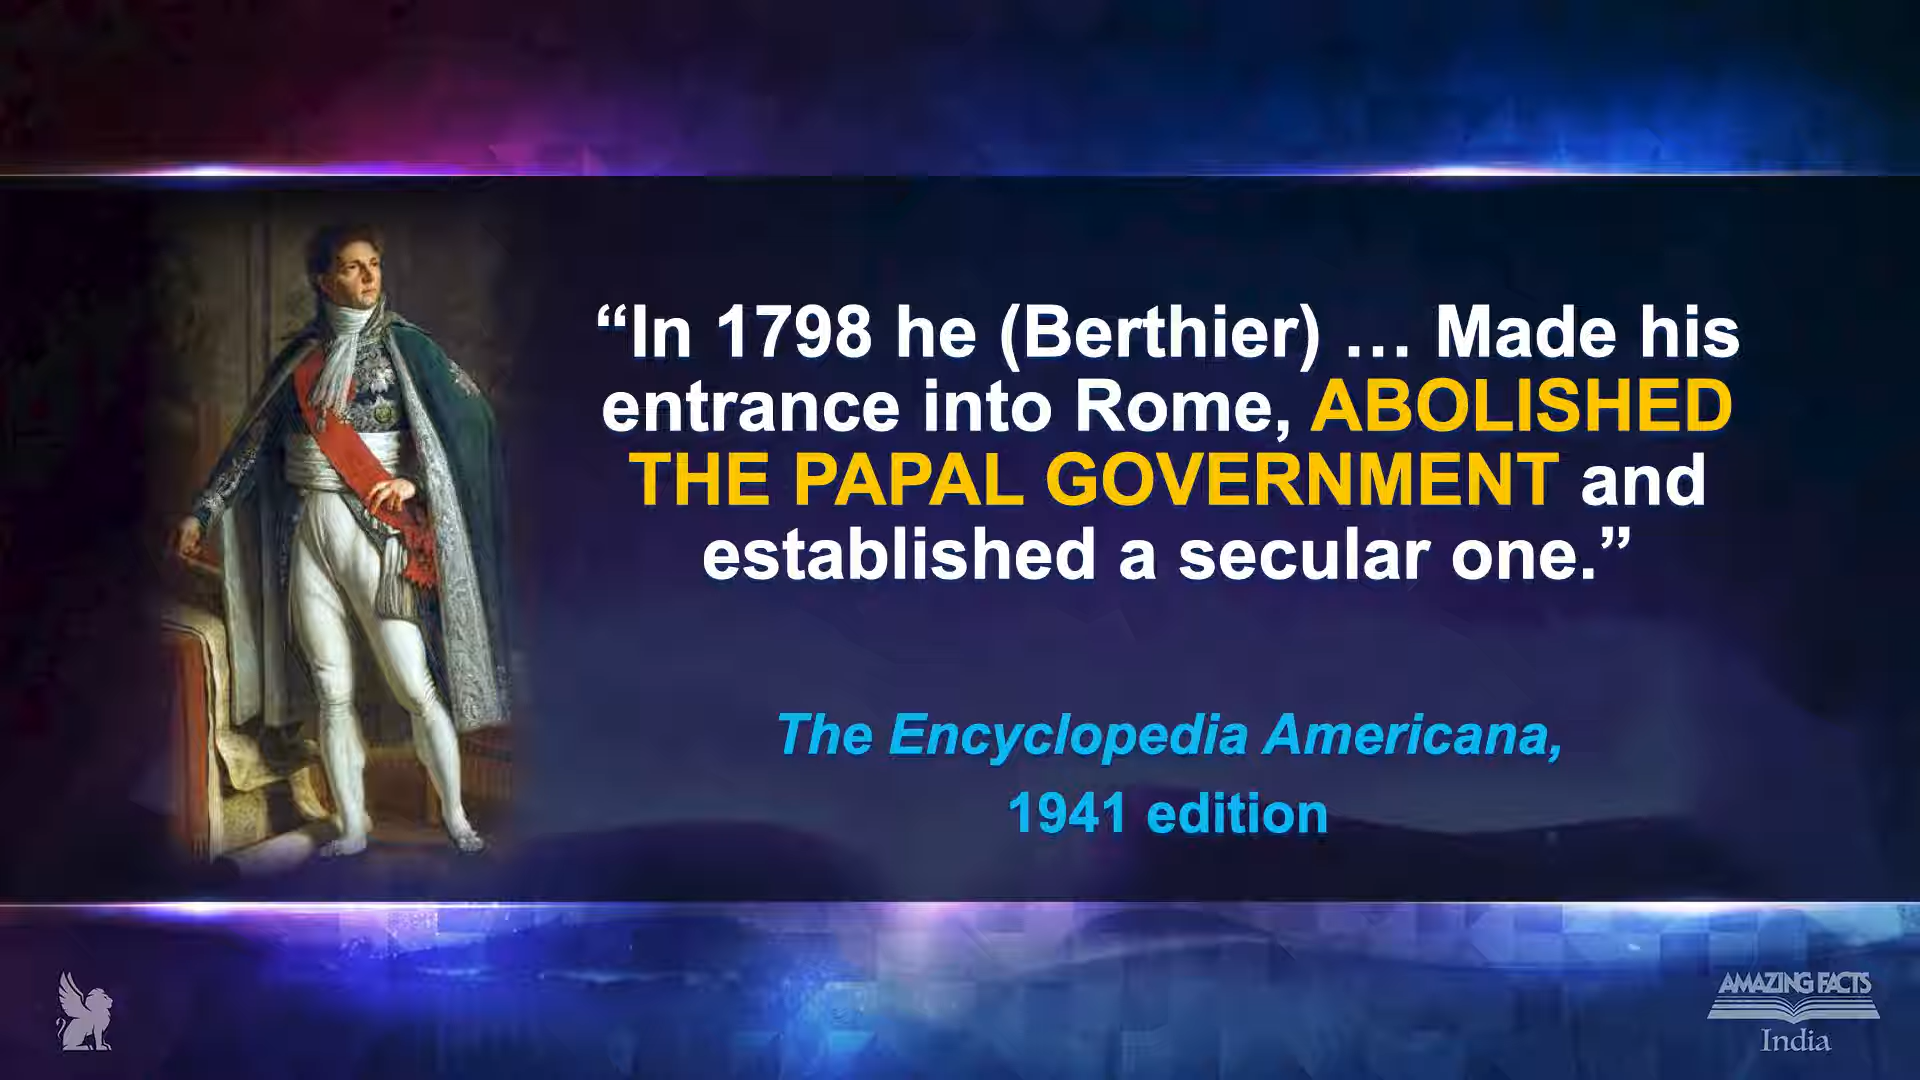 “In 1798 he (Berthier) … Made his
entrance into Rome, ABOLISHED
THE PAPAL GOVERNMENT and
established a secular one.”
The Encyclopedia Americana,
1941 edition
AMAZING FACTS
India